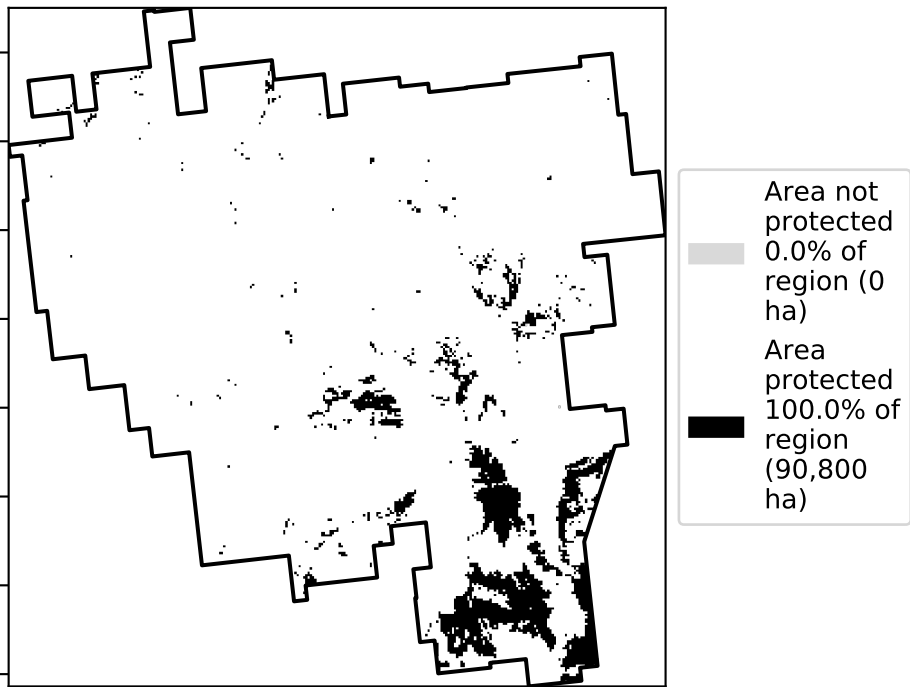 Area not
protected
0.0% of
region (0
ha)
Area
protected
100.0% of
region
(90,800
ha)